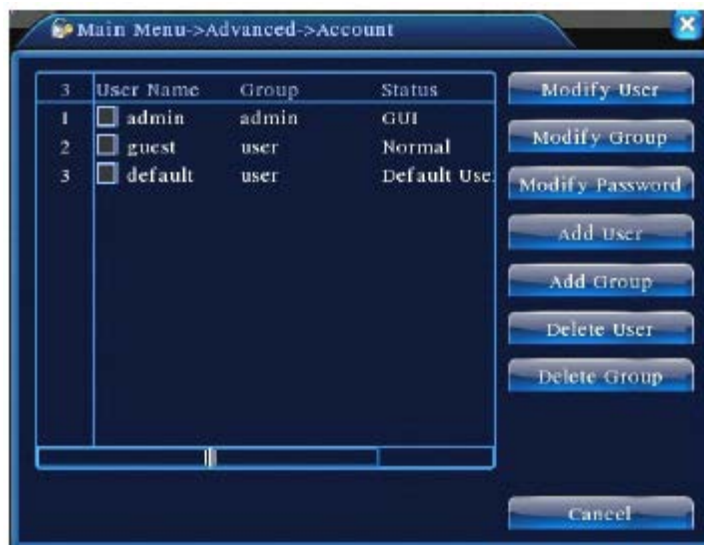 Main Menu->Advanced->Account
3 User Name Group Status
1 admin admin GUI
2 guest user Normal
3 default user Default Use
Modify User
Modify Group
Modify Password
Add User
Add Group
Delete User
Delete Group
Cancel